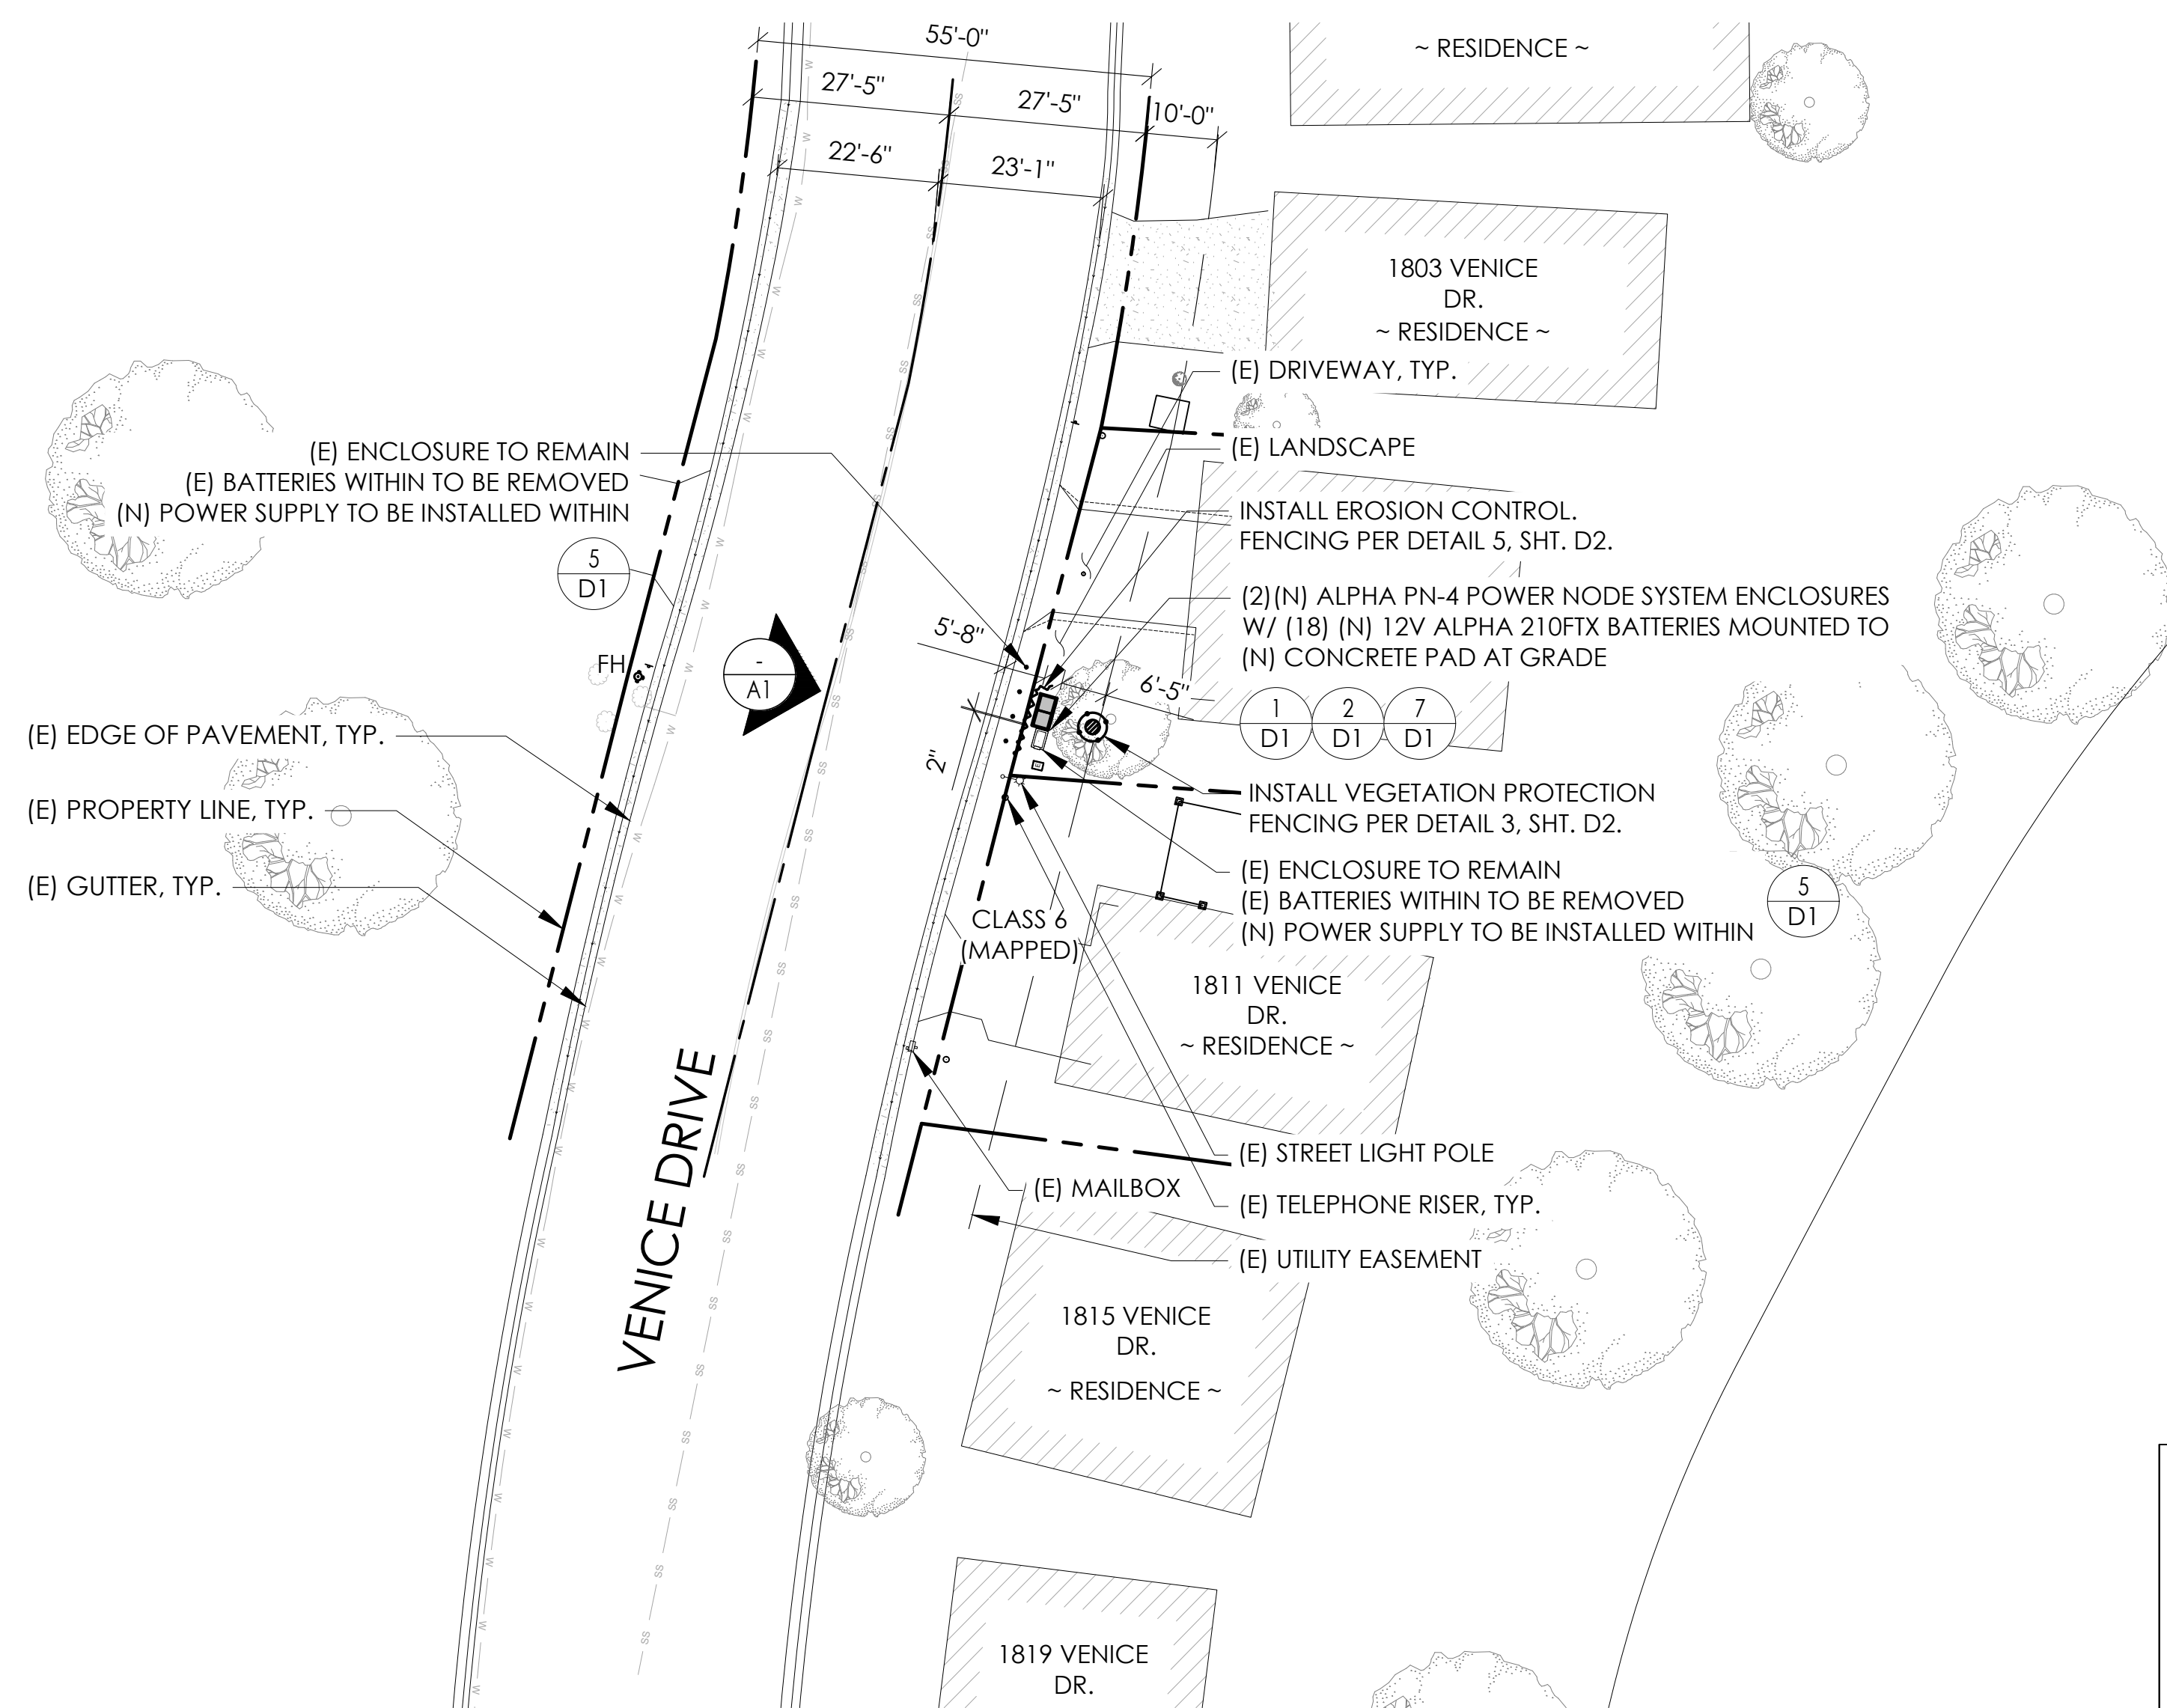 55'-0"
27'-5"
27'-5"
10'-0"
22'-6"
23'-1"
~ RESIDENCE ~
1803 VENICE
DR.
~ RESIDENCE ~
(E) DRIVEWAY, TYP.
(E) LANDSCAPE
(E) ENCLOSURE TO REMAIN
(E) BATTERIES WITHIN TO BE REMOVED
(N) POWER SUPPLY TO BE INSTALLED WITHIN
5
D1
INSTALL EROSION CONTROL.
FENCING PER DETAIL 5, SHT. D2.
(2)(N) ALPHA PN-4 POWER NODE SYSTEM ENCLOSURES
W/ (18) (N) 12V ALPHA 210FTX BATTERIES MOUNTED TO
(N) CONCRETE PAD AT GRADE
5'-8"
6'-5"
2"
FH
-
A1
1
D1
2
D1
7
D1
(E) EDGE OF PAVEMENT, TYP.
(E) PROPERTY LINE, TYP.
(E) GUTTER, TYP.
INSTALL VEGETATION PROTECTION
FENCING PER DETAIL 3, SHT. D2.
(E) ENCLOSURE TO REMAIN
(E) BATTERIES WITHIN TO BE REMOVED
(N) POWER SUPPLY TO BE INSTALLED WITHIN
5
D1
CLASS 6
(MAPPED)
1811 VENICE
DR.
~ RESIDENCE ~
VENICE DRIVE
(E) STREET LIGHT POLE
(E) MAILBOX
(E) TELEPHONE RISER, TYP.
(E) UTILITY EASEMENT
1815 VENICE
DR.
~ RESIDENCE ~
1819 VENICE
DR.